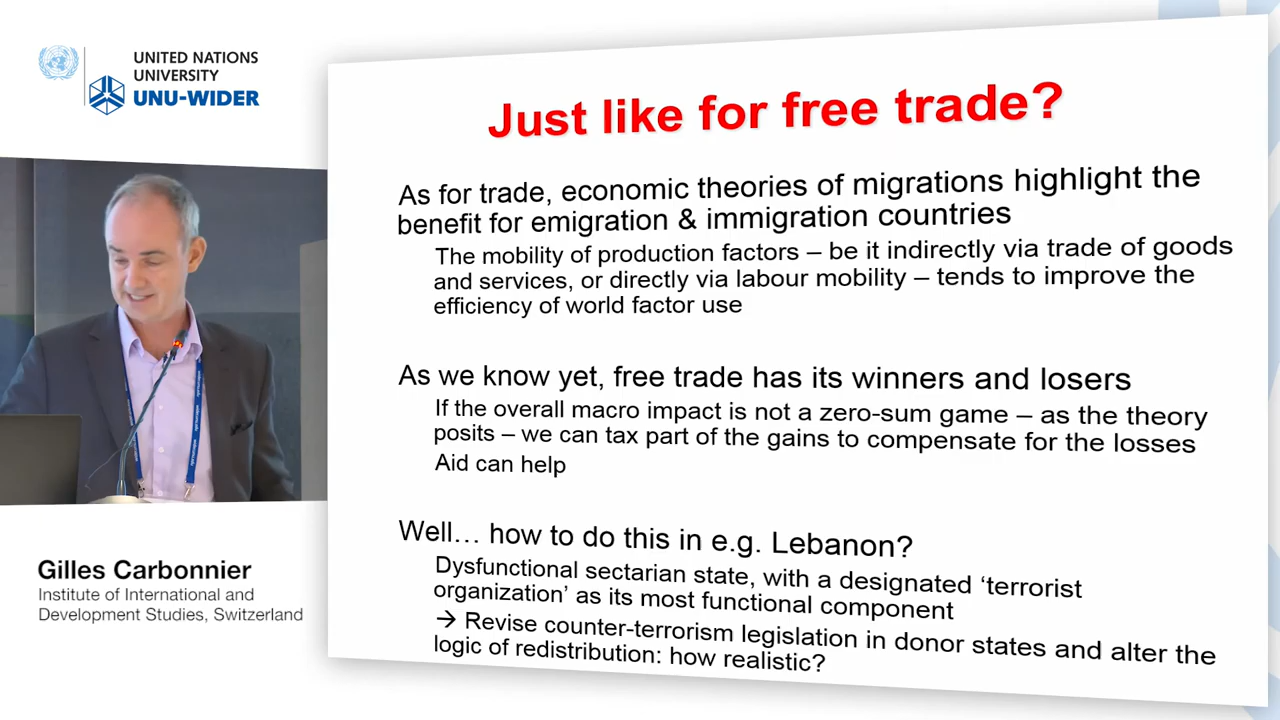 UNITED NATIONS
UNIVERSITY
UNU-WIDER
Just like for free trade?
As for trade, economic theories of migrations highlight the
benefit for emigration & immigration countries
The mobility of production factors – be it indirectly via trade of goods
and services, or directly via labour mobility – tends to improve the
efficiency of world factor use
As we know yet, free trade has its winners and losers
If the overall macro impact is not a zero-sum game – as the theory
posits – we can tax part of the gains to compensate for the losses
Aid can help
Well… how to do this in e.g. Lebanon?
Dysfunctional sectarian state, with a designated ‘terrorist
organization’ as its most functional component
→ Revise counter-terrorism legislation in donor states and alter the
logic of redistribution: how realistic?
Gilles Carbonnier
Institute of International and
Development Studies, Switzerland